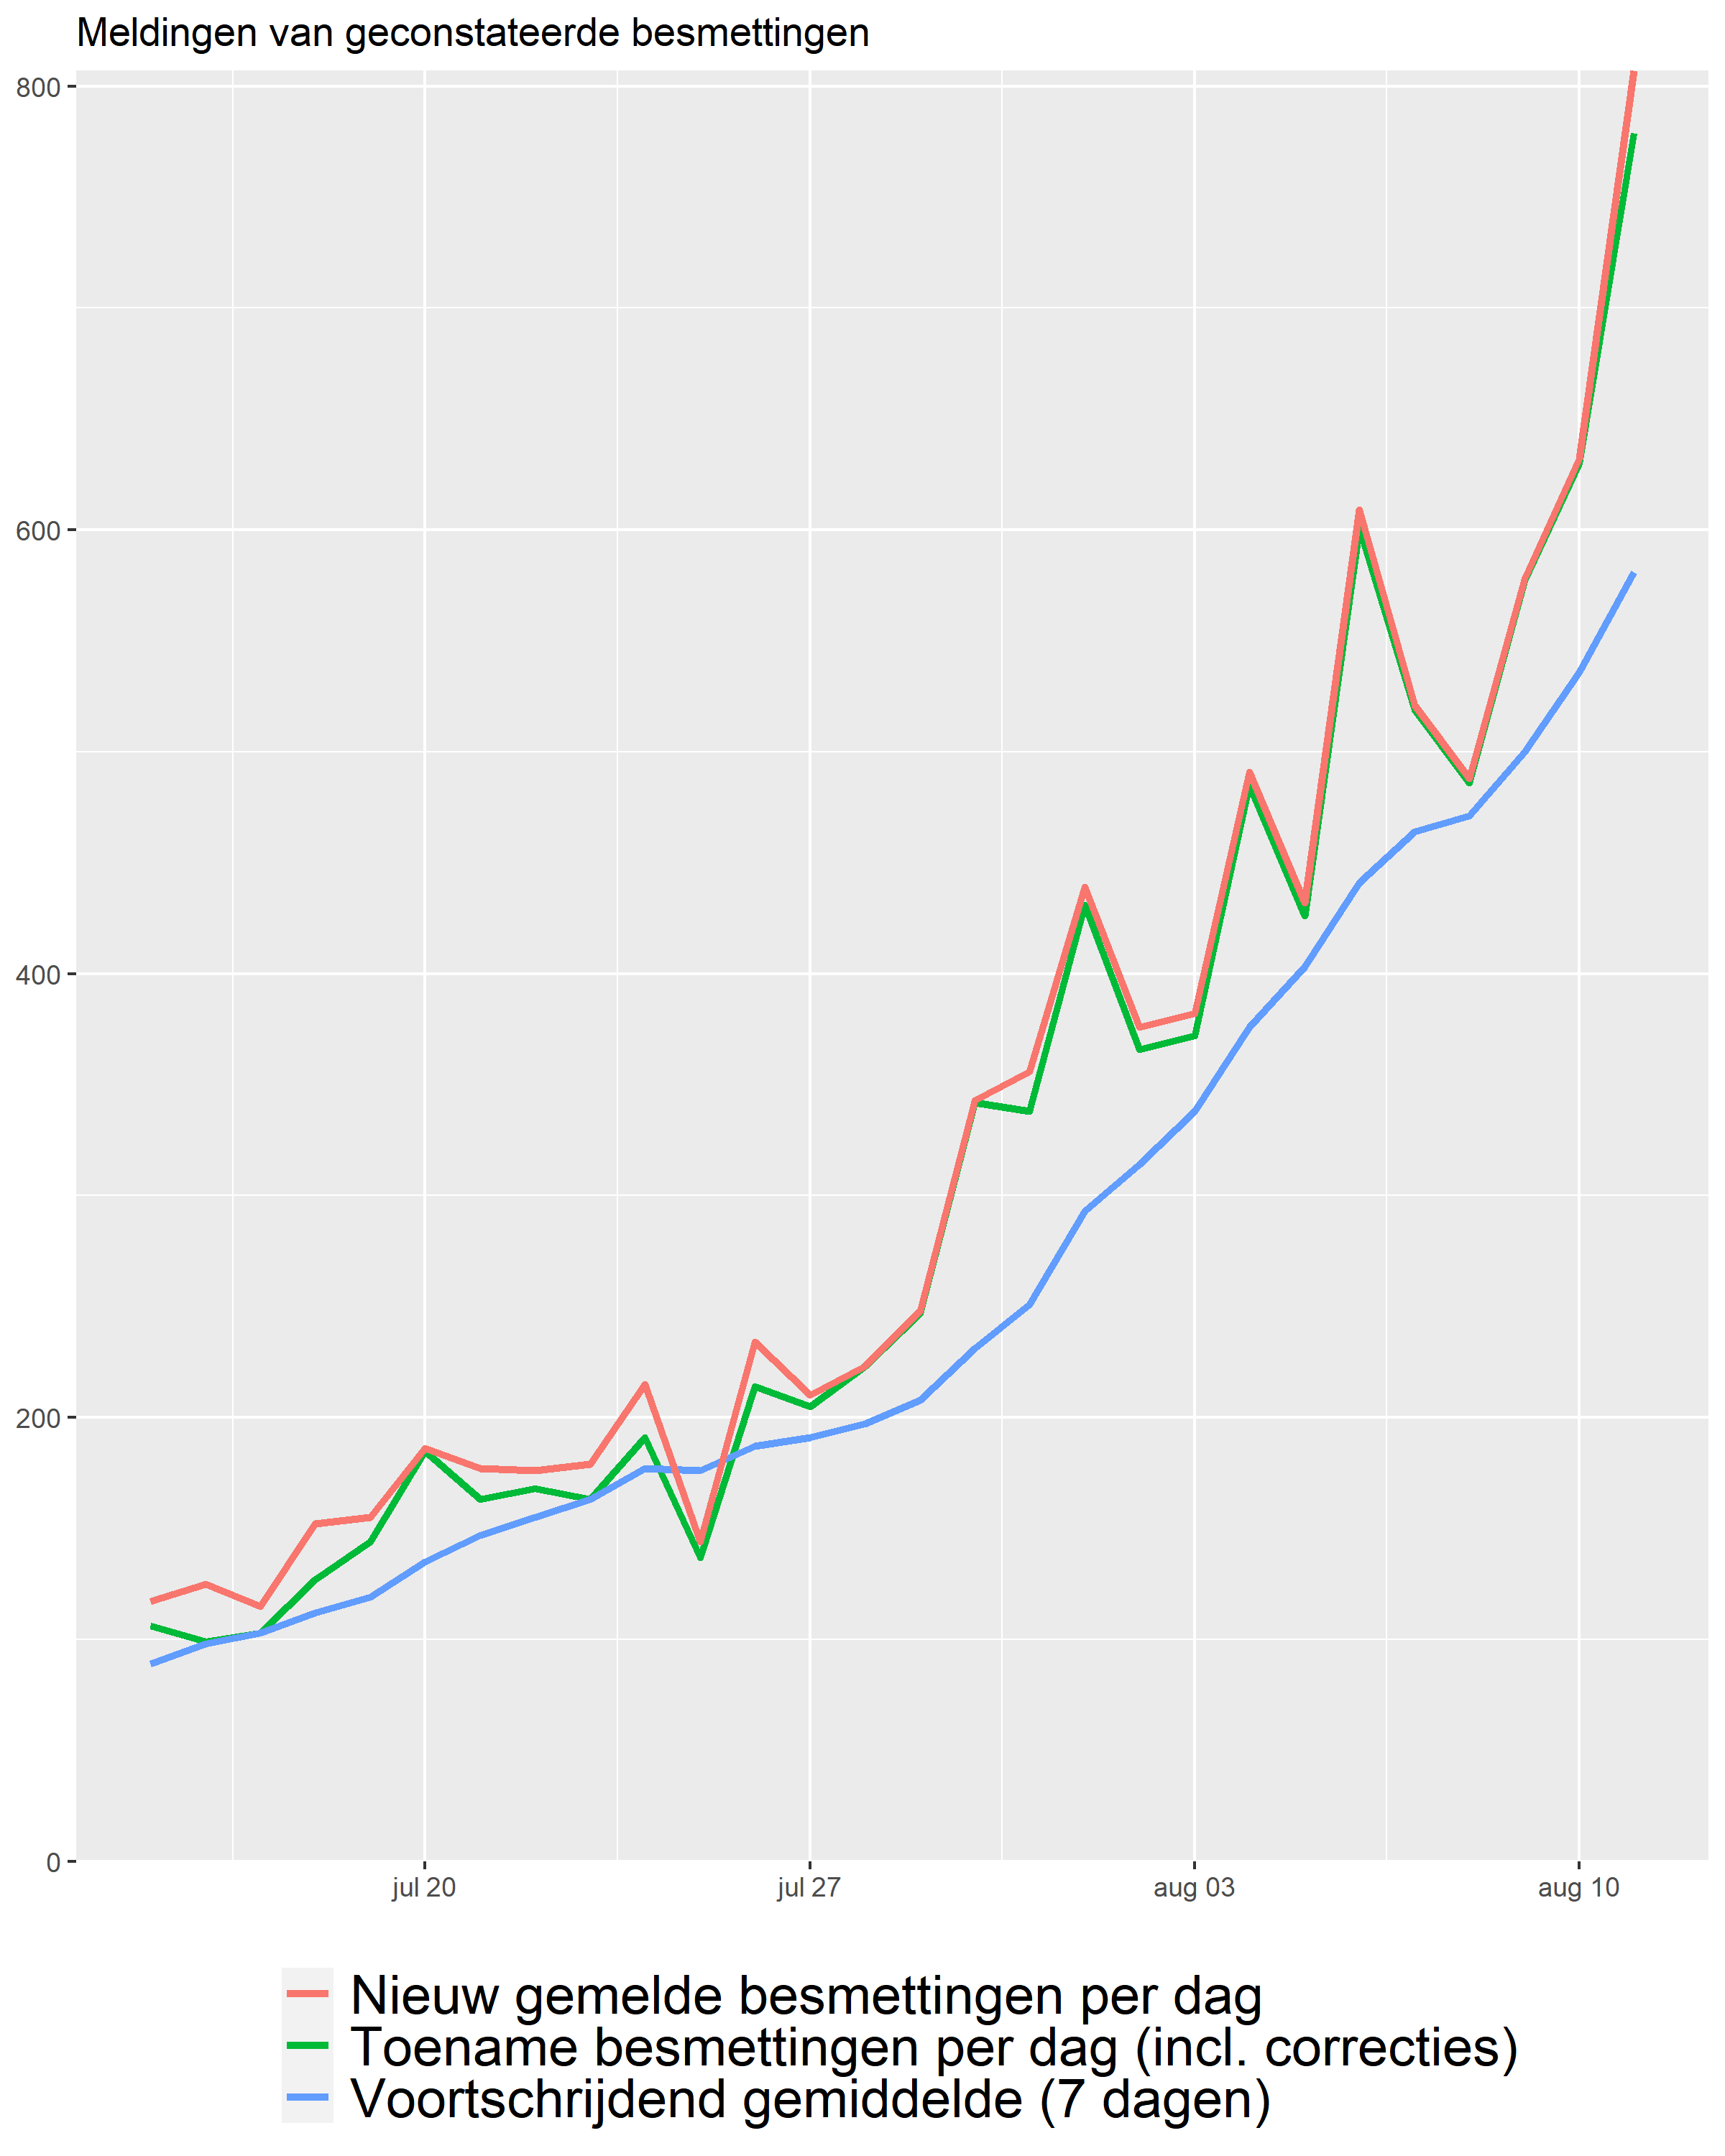 Meldingen van geconstateerde besmettingen
800
600
400
200
0
jul 20 jul 27 aug 03 aug 10
Nieuw gemelde besmettingen per dag
Toename besmettingen per dag (incl. correcties)
Voortschrijdend gemiddelde (7 dagen)